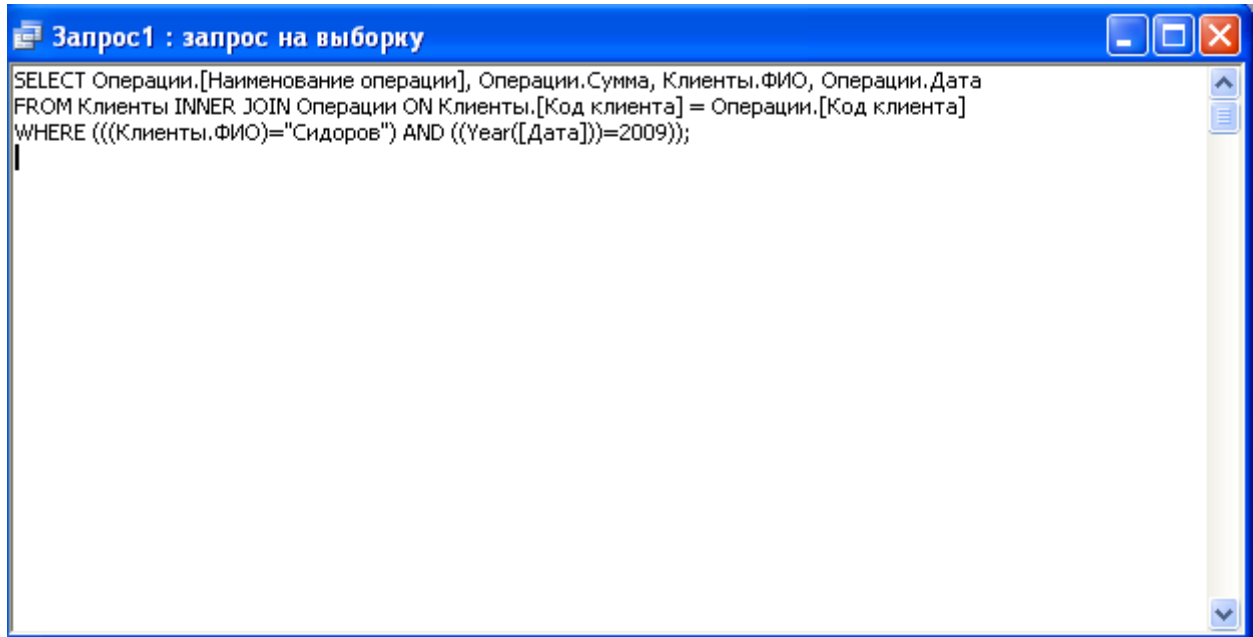 Запрос1 : запрос на выборку
SELECT Операции.[Наименование операции], Операции.Сумма, Клиенты.ФИО, Операции.Дата
FROM Клиенты INNER JOIN Операции ON Клиенты.[Код клиента] = Операции.[Код клиента]
WHERE (((Клиенты.ФИО)="Сидоров") AND ((Year([Дата]))=2009));